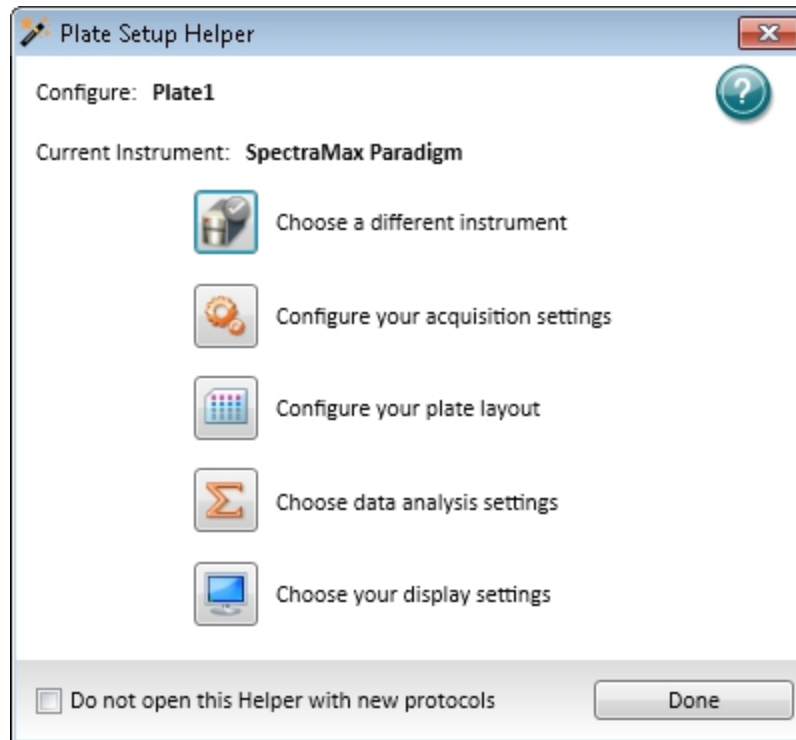 Plate Setup Helper
Configure: Plate1
Current Instrument: SpectraMax Paradigm
Choose a different instrument
Configure your acquisition settings
Configure your plate layout
Choose data analysis settings
Choose your display settings
Do not open this Helper with new protocols
Done